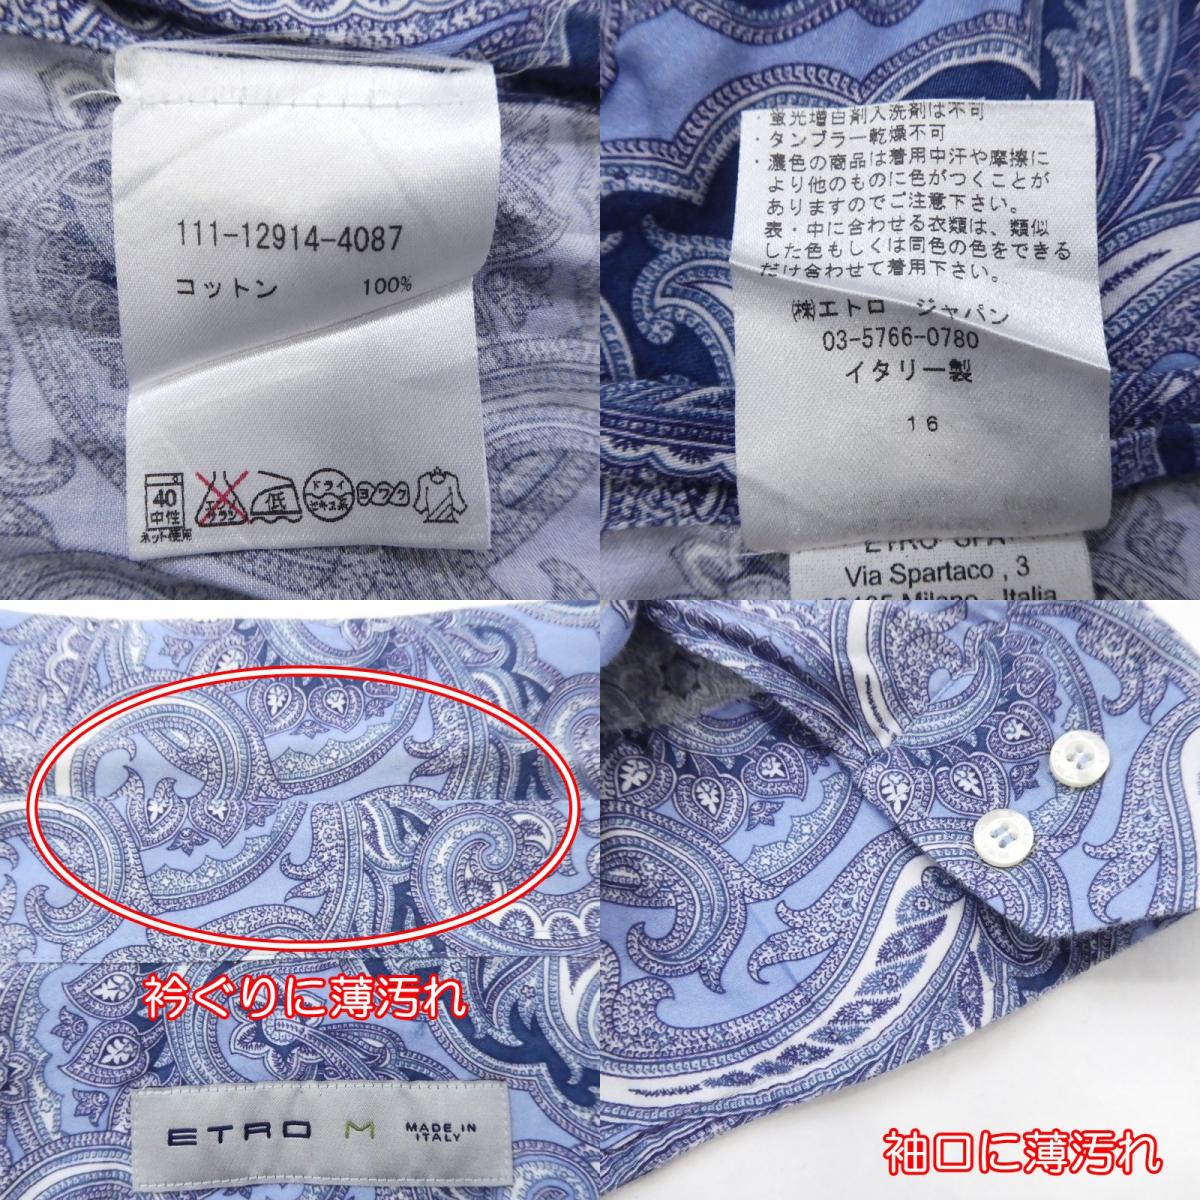 111-12914-4087
コットン 100%
40
中性
ネット使用
エンソ
サラシ
低
ドライ
セキユ系
ヨワク
・蛍光増白剤入洗剤は不可
・タンブラー乾燥不可
・濃色の商品は着用中汗や摩擦に
より他のものに色がつくことが
ありますのでご注意下さい。
表・中に合わせる衣類は、類似
した色もしくは同色の色をできる
だけ合わせて着用下さい。
㈱エトロ ジャパン
03-5766-0780
イタリー製
16
Via Spartaco , 3
Milano - Italia
衿ぐりに薄汚れ
ETRO M MADE IN
ITALY
袖口に薄汚れ